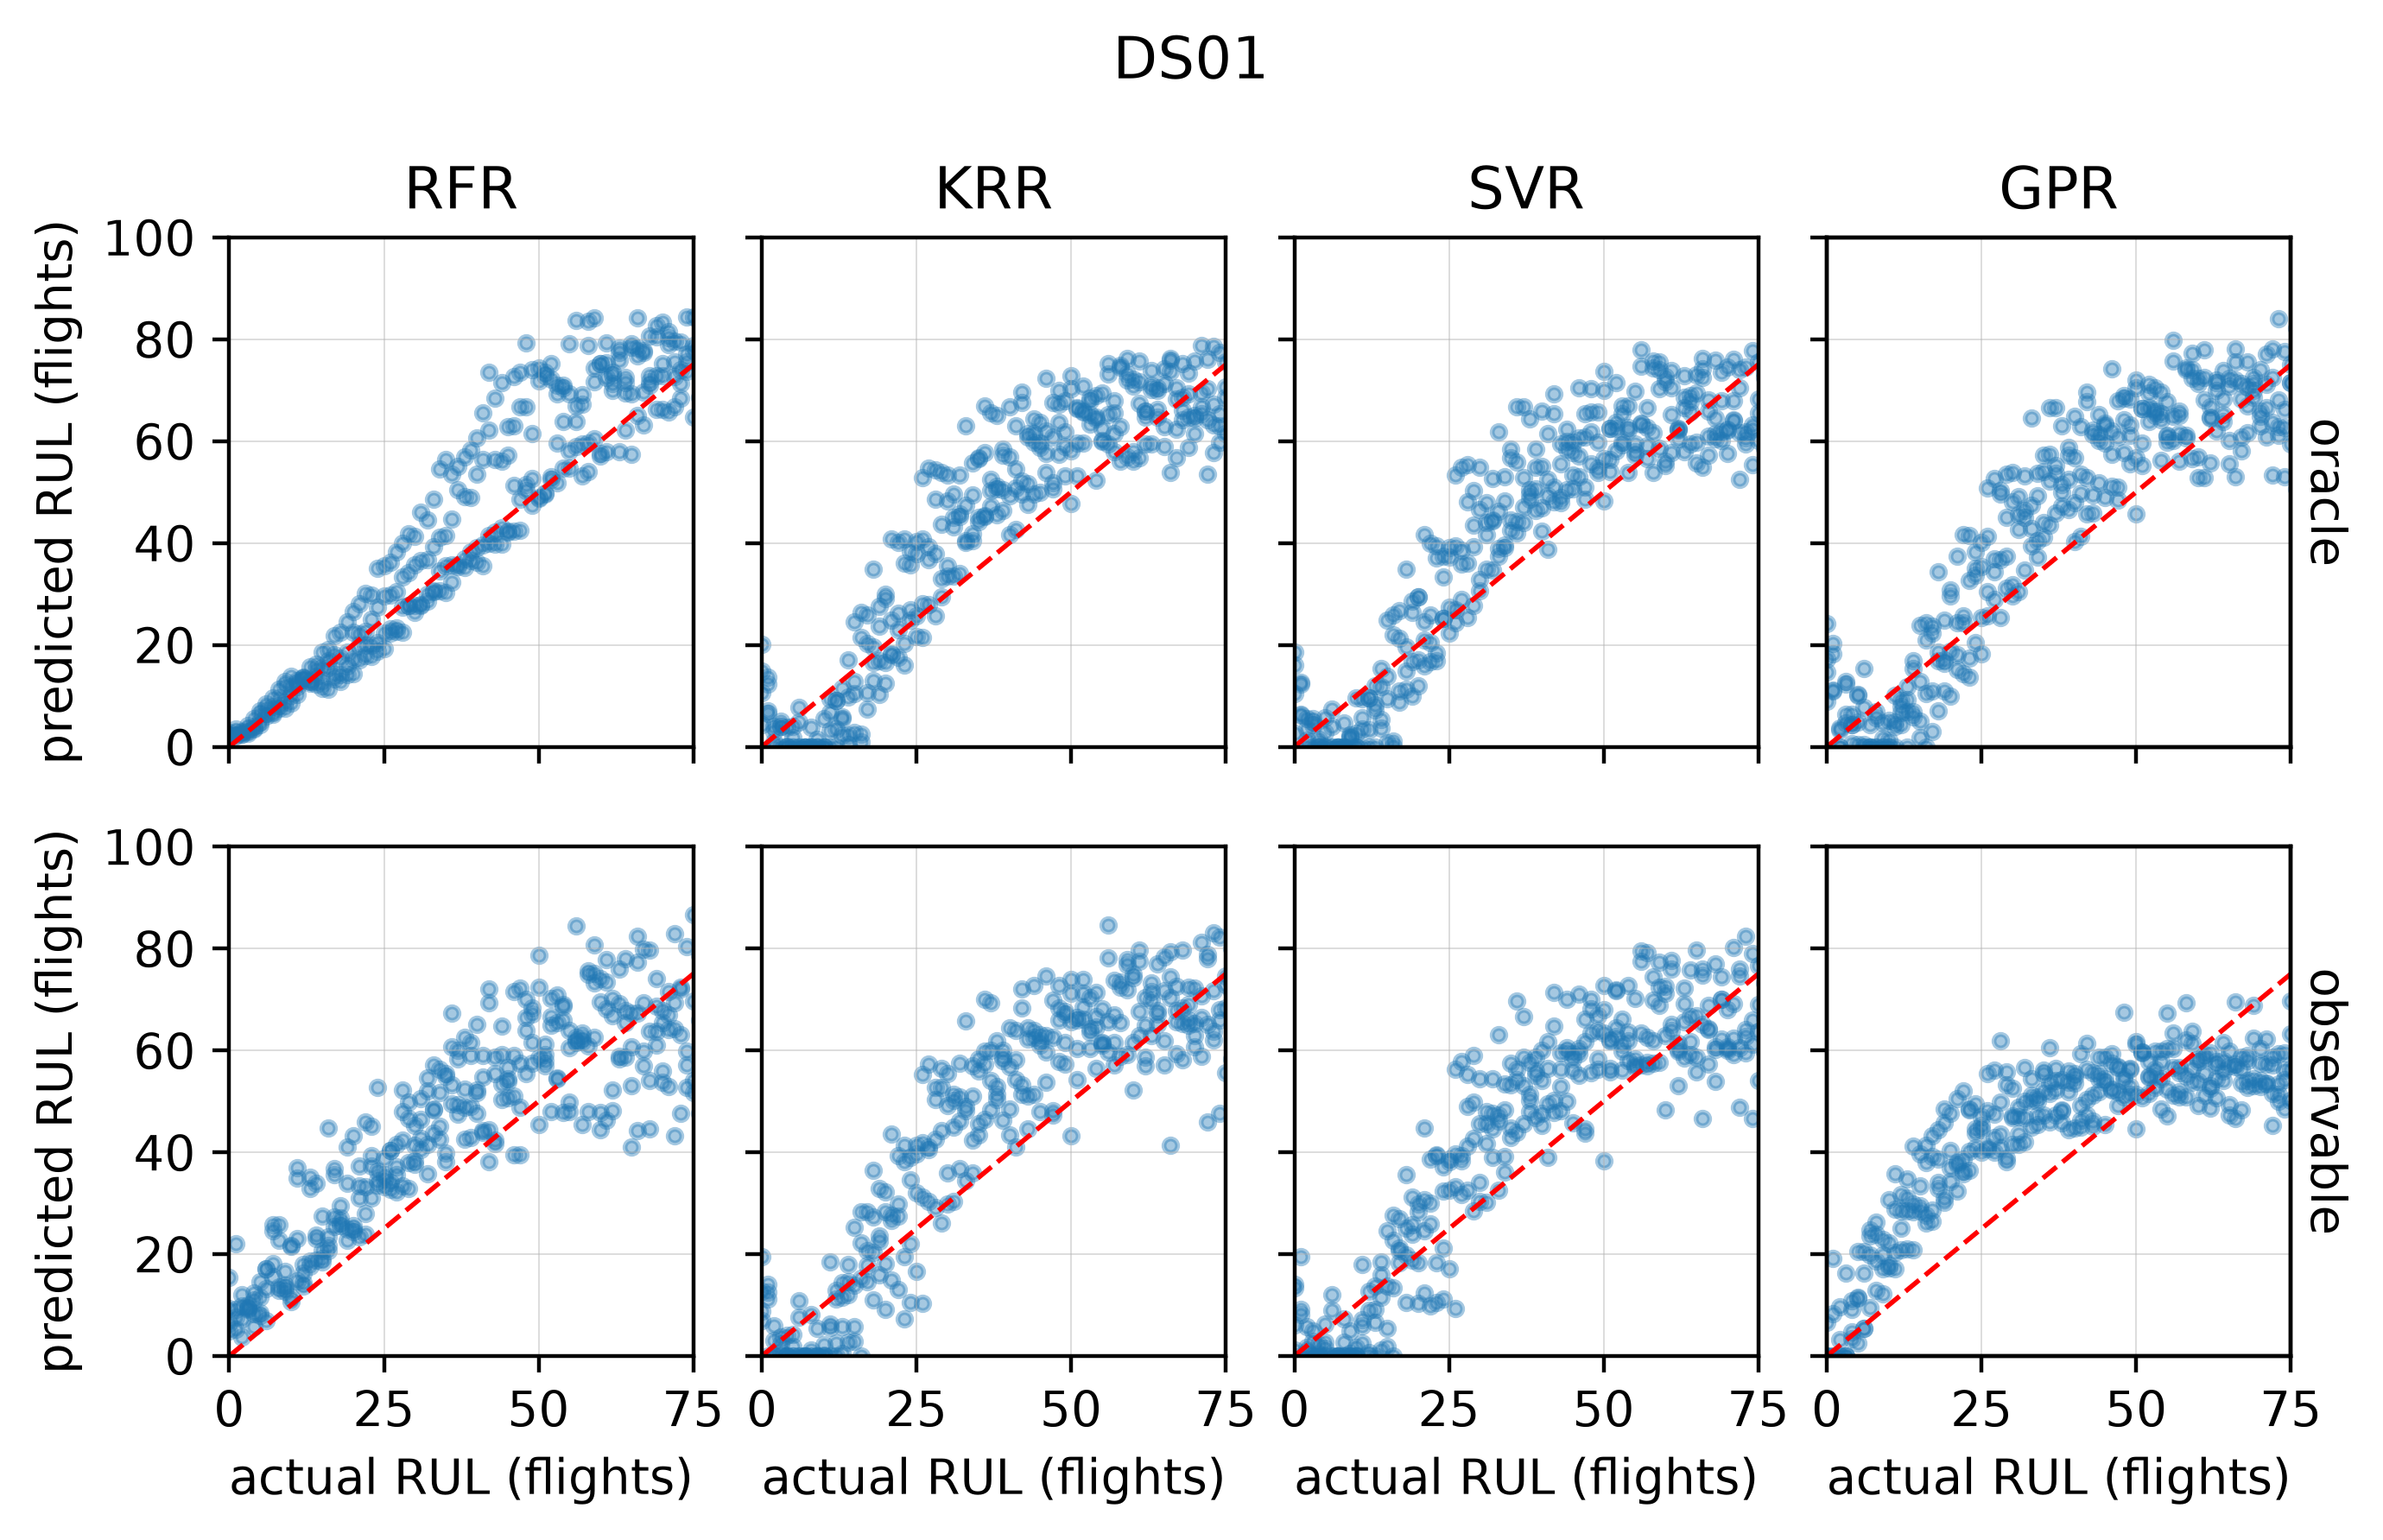 DS01
RFR KRR SVR GPR
predicted RUL (flights)
100
80
60
40
20
0
oracle
predicted RUL (flights)
100
80
60
40
20
0
observable
0 25 50 75 0 25 50 75 0 25 50 75 0 25 50 75
actual RUL (flights) actual RUL (flights) actual RUL (flights) actual RUL (flights)